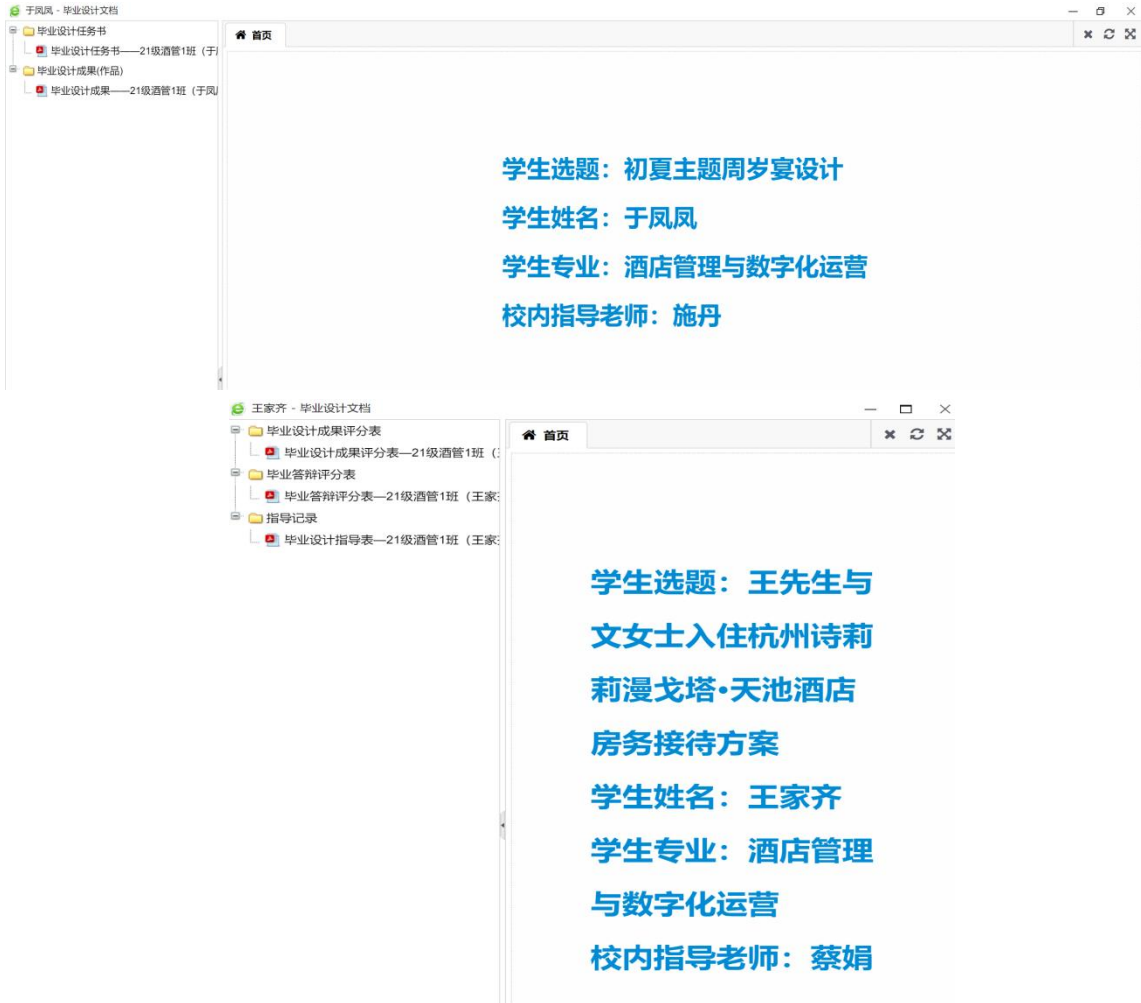 于凤凤 - 毕业设计文档
毕业设计任务书
毕业设计任务书——21级酒管1班（于
毕业设计成果(作品)
毕业设计成果——21级酒管1班（于凤
首页
学生选题：初夏主题周岁宴设计
学生姓名：于凤凤
学生专业：酒店管理与数字化运营
校内指导老师：施丹
王家齐 - 毕业设计文档
毕业设计成果评分表
毕业设计成果评分表—21级酒管1班（
毕业答辩评分表
毕业答辩评分表—21级酒管1班（王家
指导记录
毕业设计指导表—21级酒管1班（王家
首页
学生选题：王先生与
文女士入住杭州诗莉
莉漫戈塔•天池酒店
房务接待方案
学生姓名：王家齐
学生专业：酒店管理
与数字化运营
校内指导老师：蔡娟